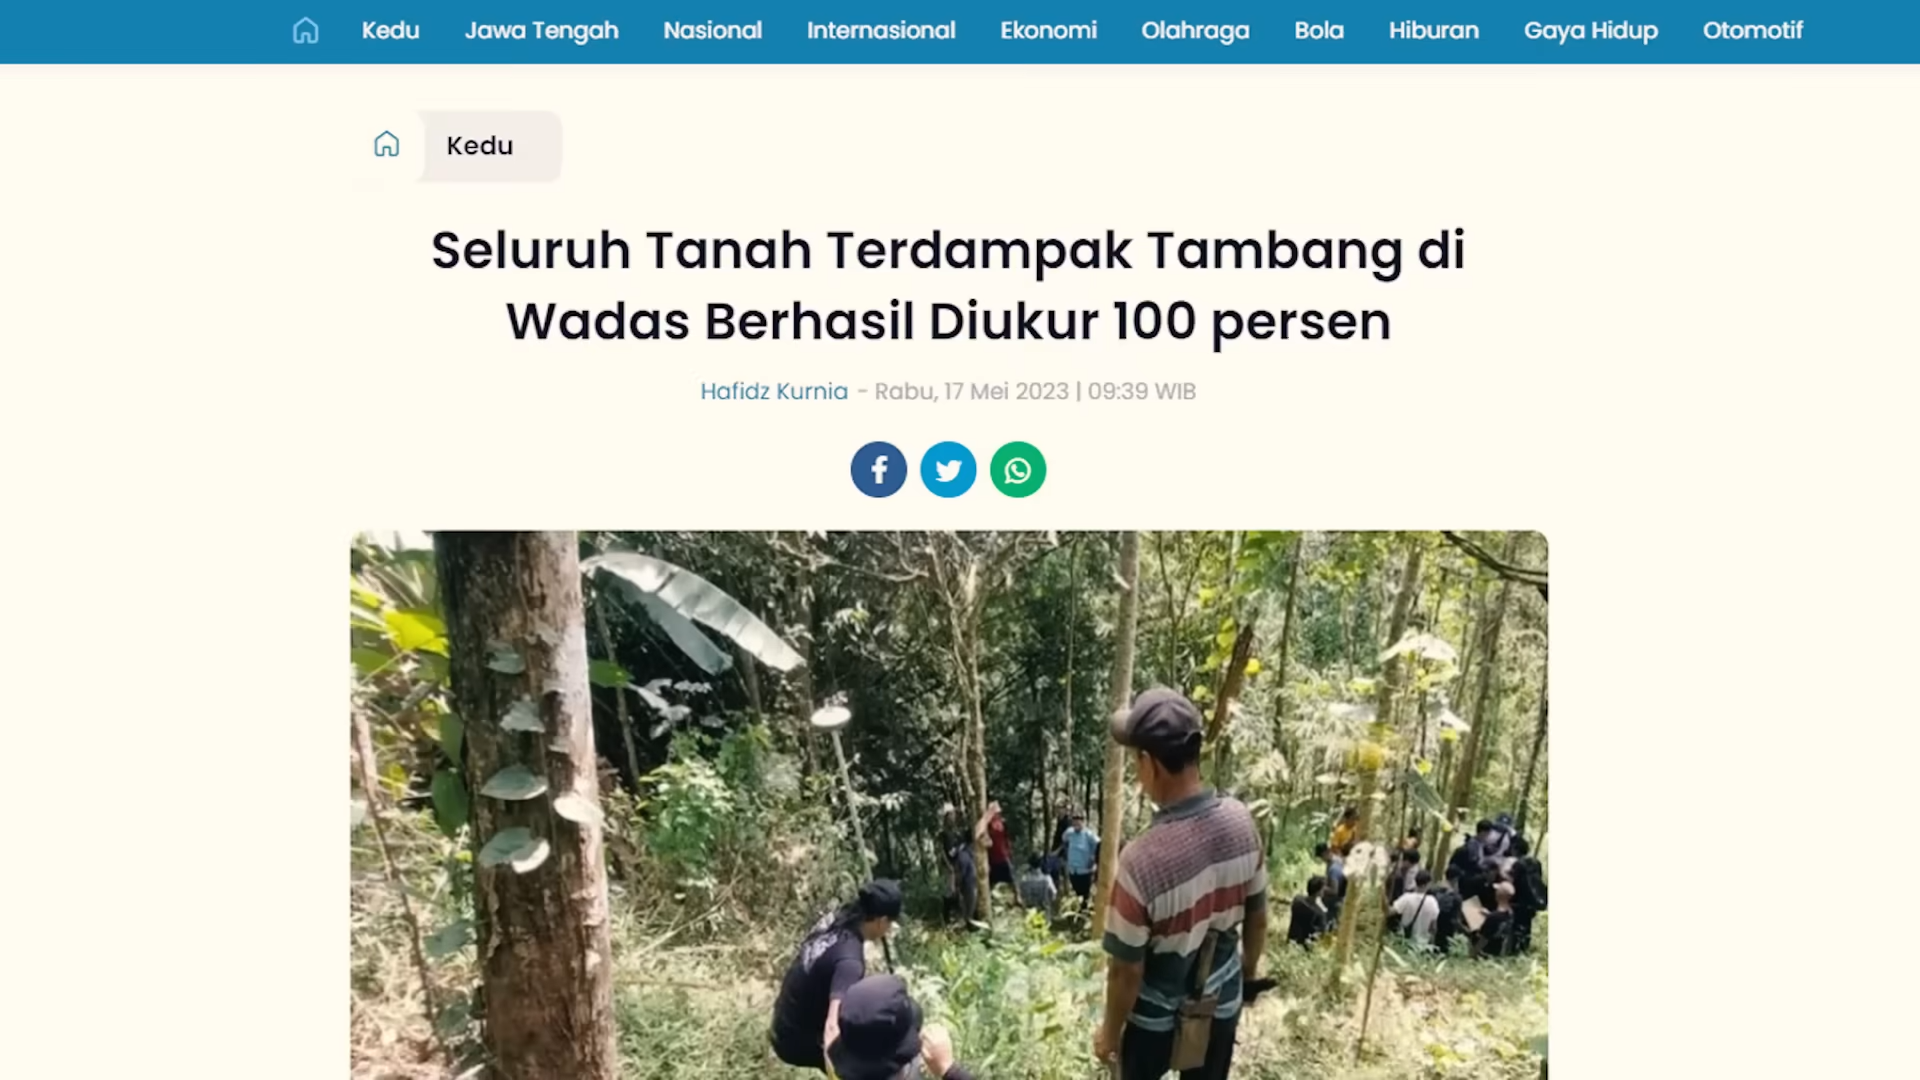 Kedu Jawa Tengah Nasional Internasional Ekonomi Olahraga Bola Hiburan Gaya Hidup Otomotif
Kedu
Seluruh Tanah Terdampak Tambang di
Wadas Berhasil Diukur 100 persen
Hafidz Kurnia - Rabu, 17 Mei 2023 | 09:39 WIB